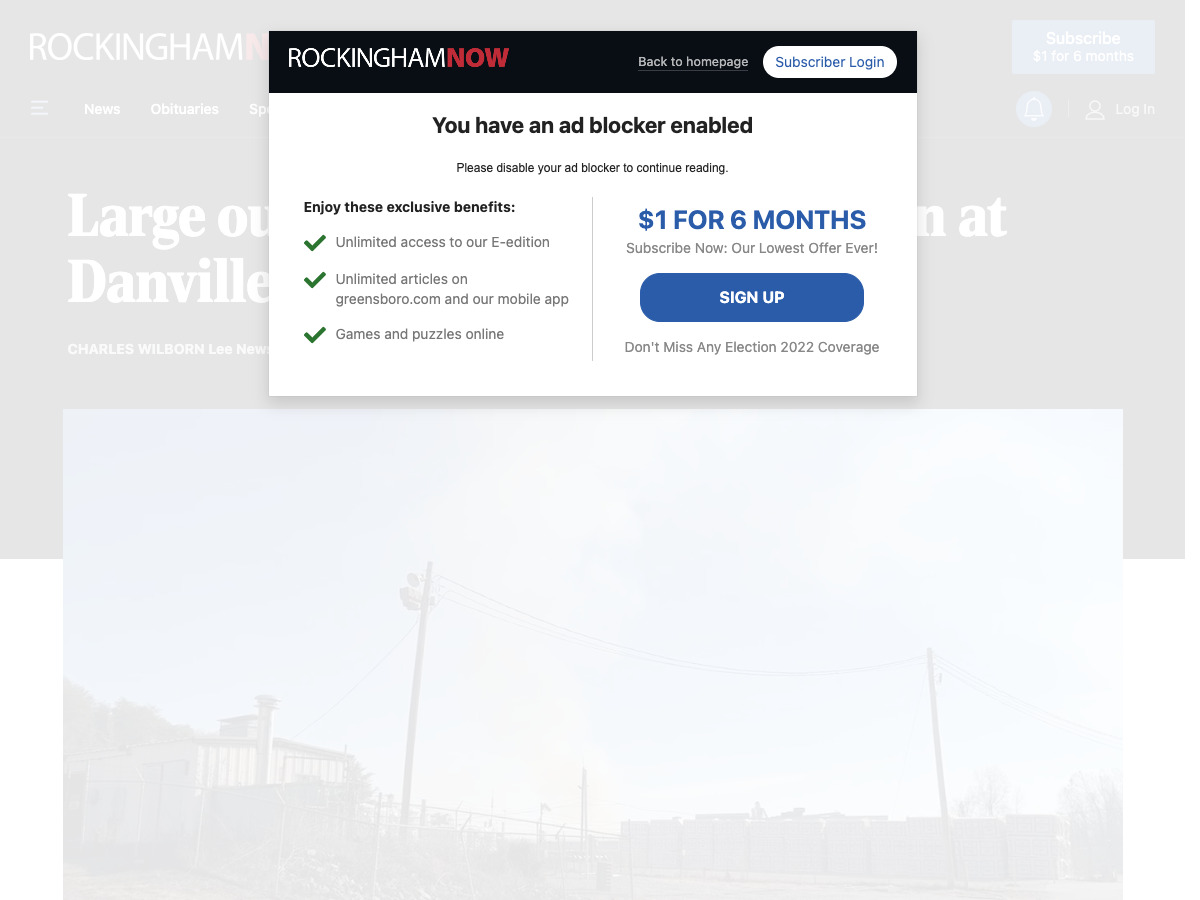 ROCKINGHAMN
Subscribe
$1 for 6 months
News
Obituaries
Log In
Large
n at
Danville
CHARLES WILBORN Lee
ROCKINGHAMNOW
Back to homepage
Subscriber Login
You have an ad blocker enabled
Please disable your ad blocker to continue reading.
Enjoy these exclusive benefits:
Unlimited access to our E-edition
Unlimited articles on
greensboro.com and our mobile app
Games and puzzles online
$1 FOR 6 MONTHS
Subscribe Now: Our Lowest Offer Ever!
SIGN UP
Don't Miss Any Election 2022 Coverage